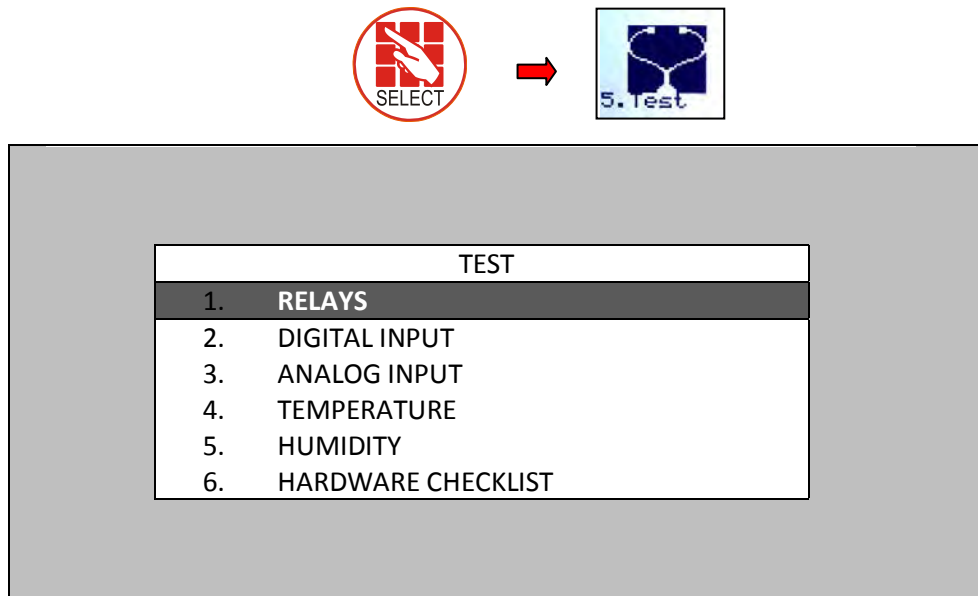 SELECT
5.Test
TEST
1. RELAYS
2. DIGITAL INPUT
3. ANALOG INPUT
4. TEMPERATURE
5. HUMIDITY
6. HARDWARE CHECKLIST